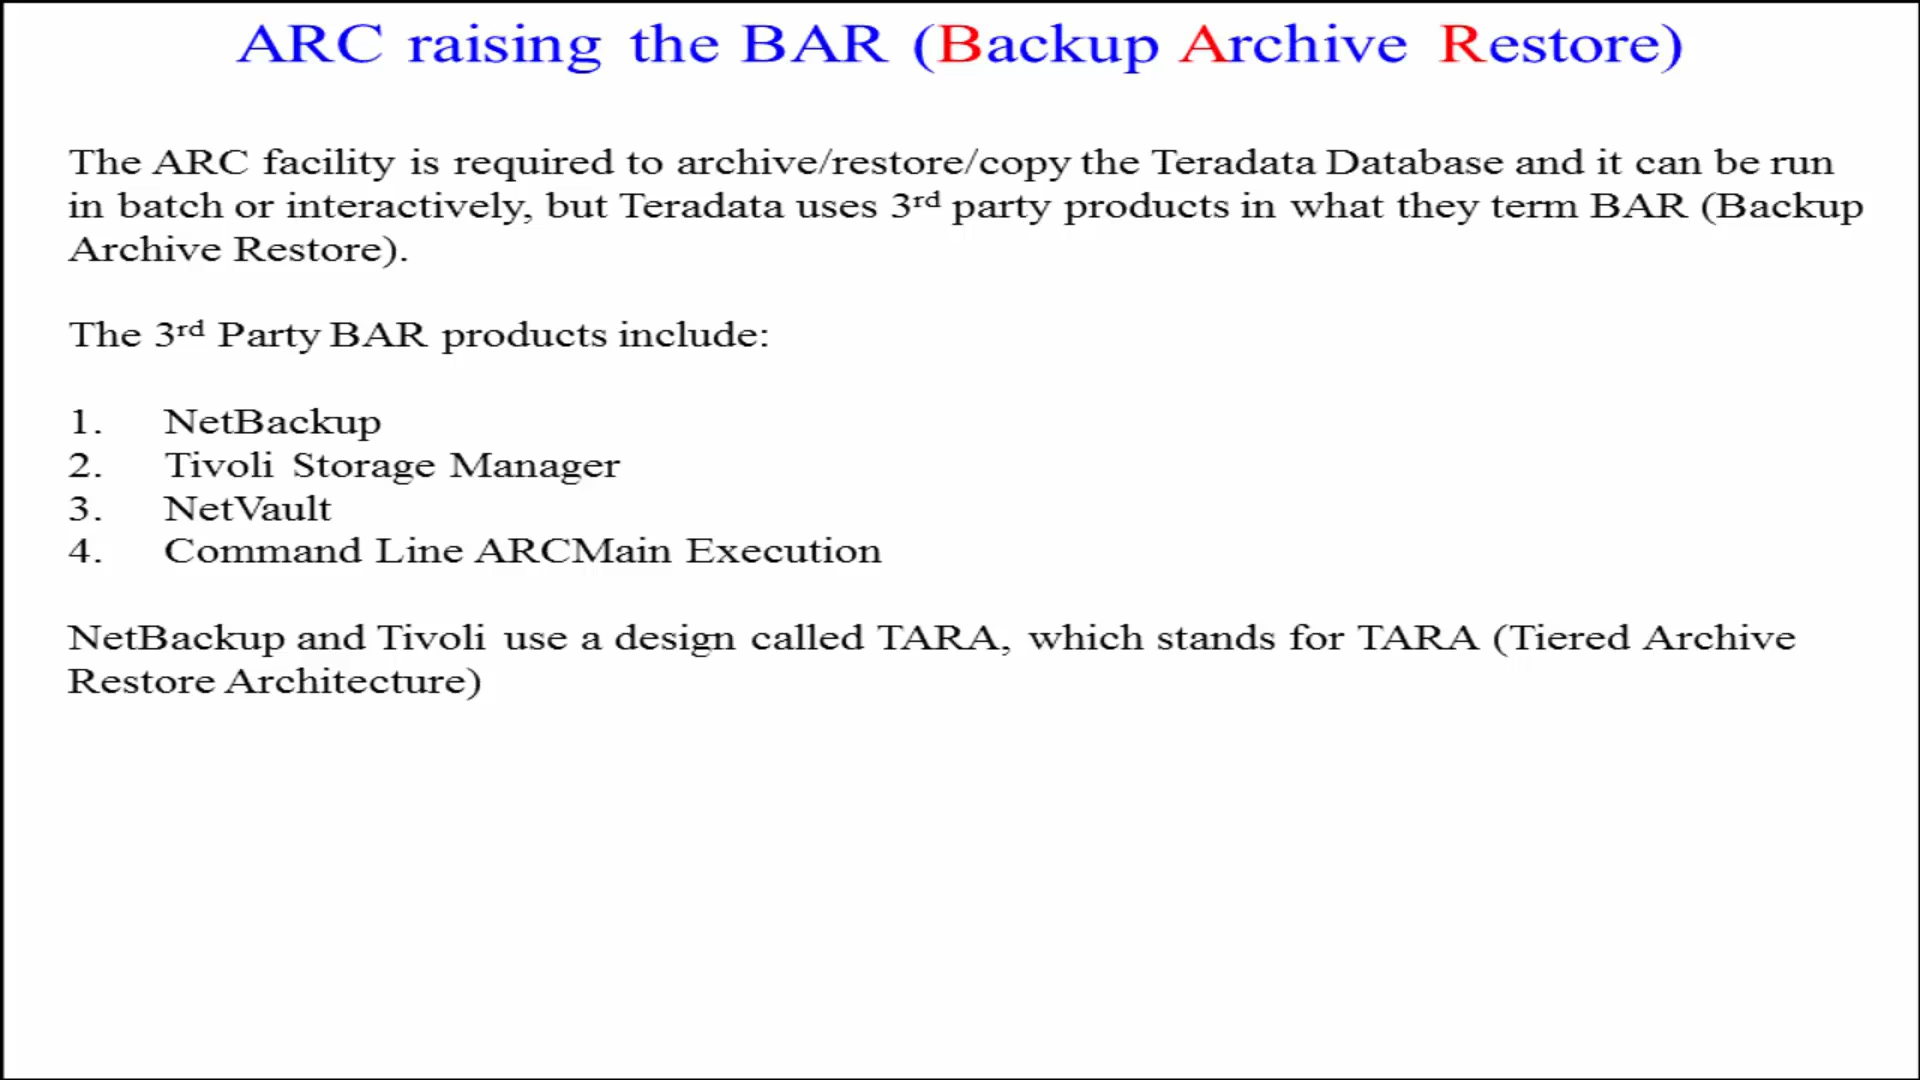 ARC raising the BAR (Backup Archive Restore)
The ARC facility is required to archive/restore/copy the Teradata Database and it can be run
in batch or interactively, but Teradata uses 3rd party products in what they term BAR (Backup
Archive Restore).
The 3rd Party BAR products include:
1. NetBackup
2. Tivoli Storage Manager
3. NetVault
4. Command Line ARCMain Execution
NetBackup and Tivoli use a design called TARA, which stands for TARA (Tiered Archive
Restore Architecture)